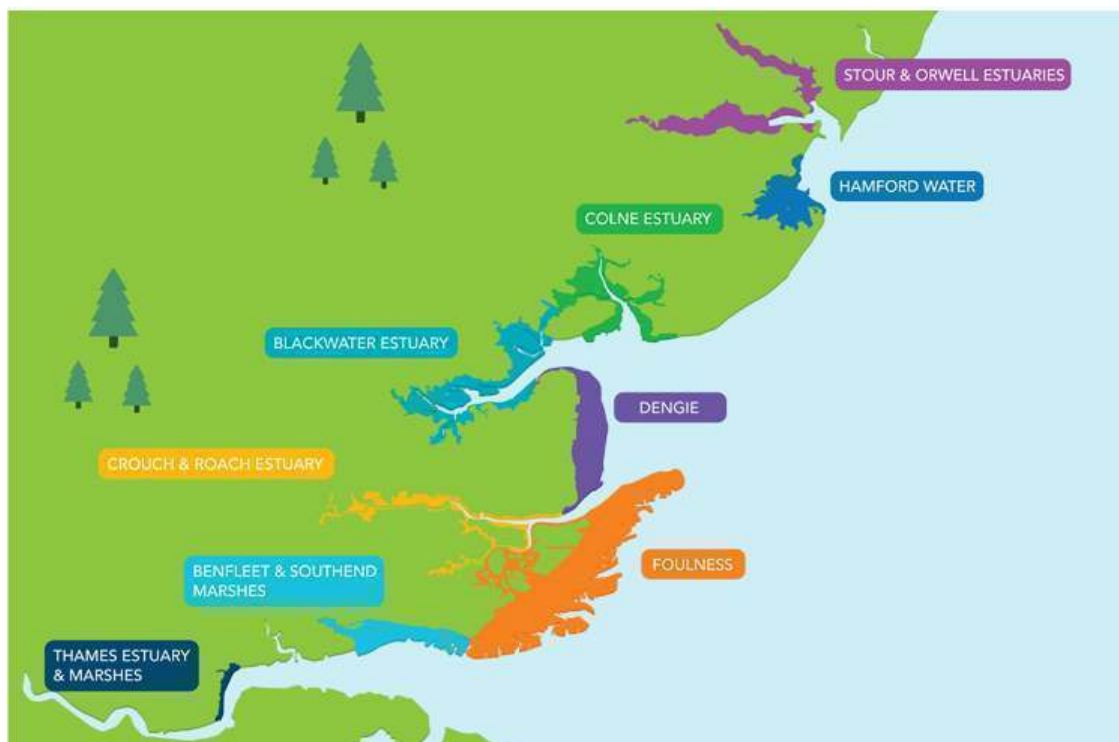 STOUR & ORWELL ESTUARIES
HAMFORD WATER
COLNE ESTUARY
BLACKWATER ESTUARY
DENGIE
CROUCH & ROACH ESTUARY
FOULNESS
BENFLEET & SOUTHEND
MARSHES
THAMES ESTUARY
& MARSHES